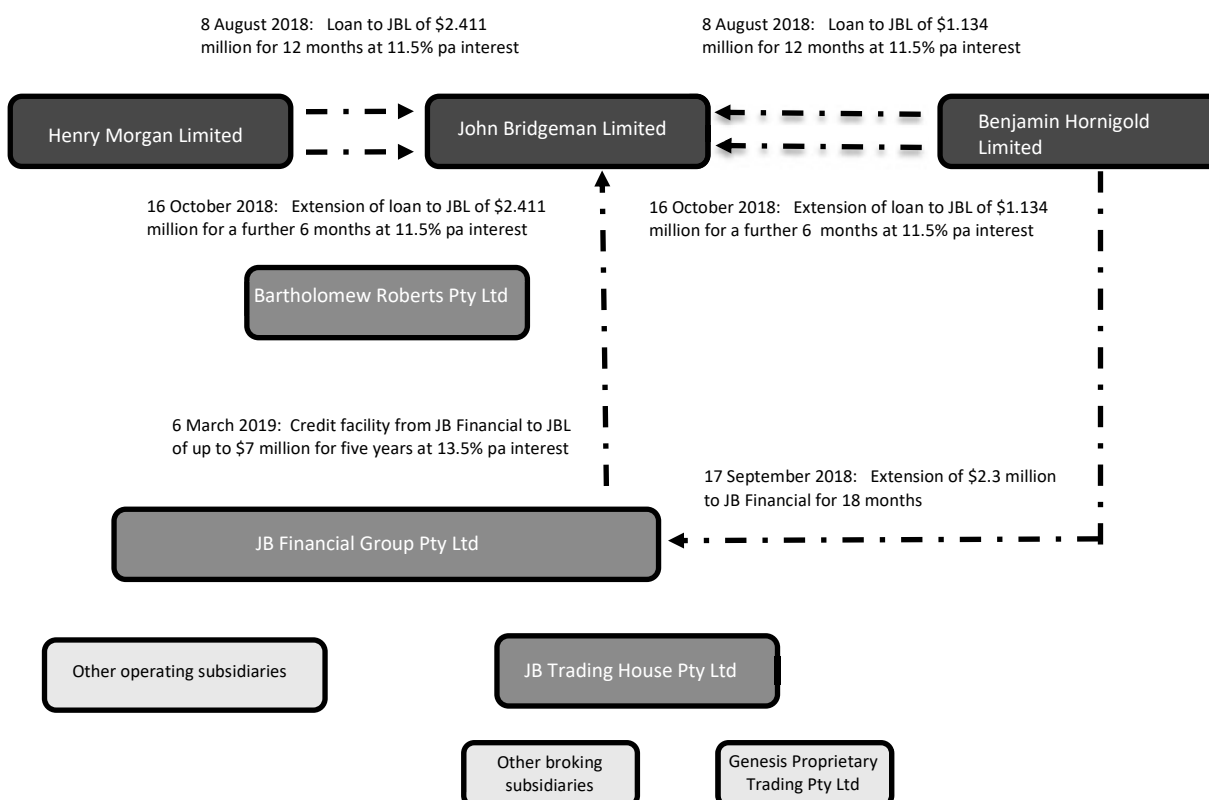 8 August 2018: Loan to JBL of $2.411
million for 12 months at 11.5% pa interest
8 August 2018: Loan to JBL of $1.134
million for 12 months at 11.5% pa interest
Henry Morgan Limited
John Bridgeman Limited
Benjamin Hornigold
Limited
16 October 2018: Extension of loan to JBL of $2.411
million for a further 6 months at 11.5% pa interest
16 October 2018: Extension of loan to JBL of $1.134
million for a further 6 months at 11.5% pa interest
Bartholomew Roberts Pty Ltd
6 March 2019: Credit facility from JB Financial to JBL
of up to $7 million for five years at 13.5% pa interest
17 September 2018: Extension of $2.3 million
to JB Financial for 18 months
JB Financial Group Pty Ltd
Other operating subsidiaries
JB Trading House Pty Ltd
Other broking
subsidiaries
Genesis Proprietary
Trading Pty Ltd